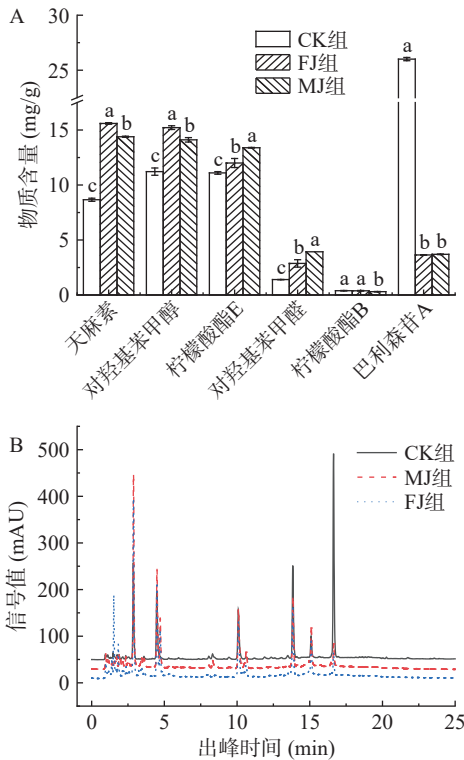 A
30
25
15
10
5
0
物质含量 (mg/g)
CK组
FJ组
MJ组
c a b
c a b
c b a
c b a
a a b
a b b
天麻素
对羟基苯甲醇
柠檬酸酯E
对羟基苯甲醛
柠檬酸酯B
巴利森苷A
B
500
400
300
200
100
0
信号值 (mAU)
CK组
MJ组
FJ组
0 5 10 15 20 25
出峰时间 (min)